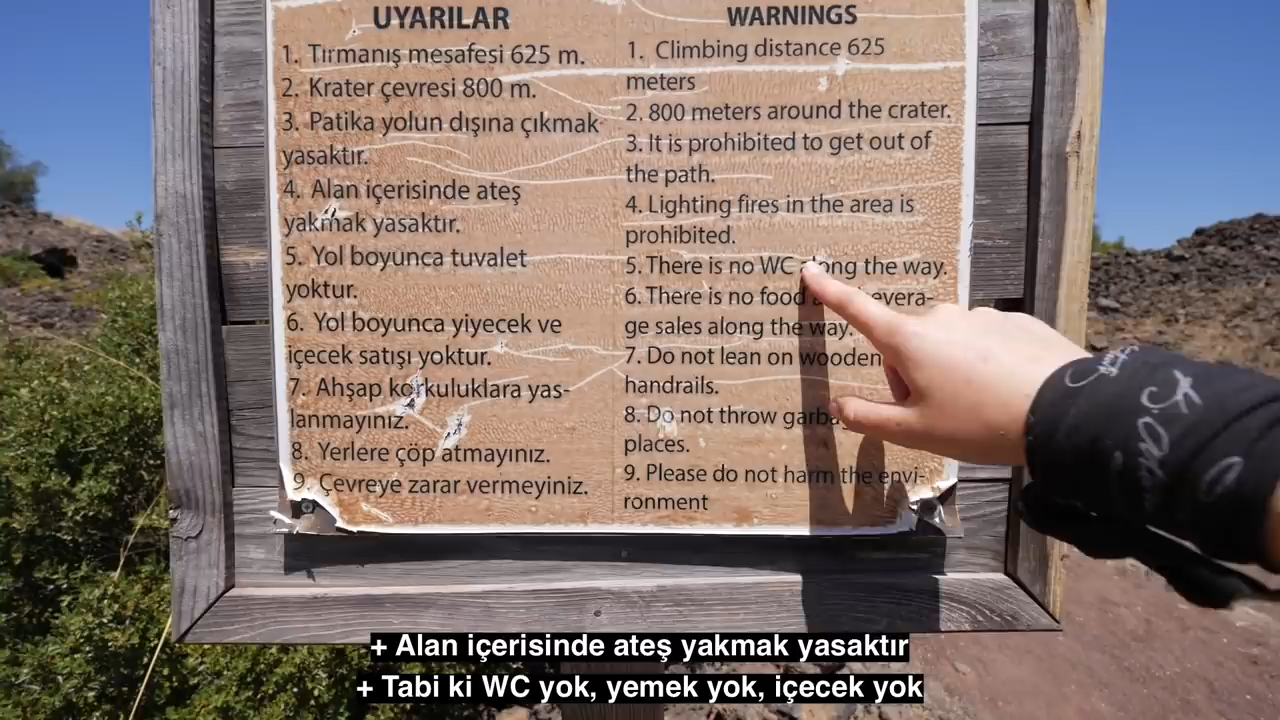 UYARILAR
1. Tırmanış mesafesi 625 m.
2. Krater çevresi 800 m.
3. Patika yolun dışına çıkmak
yasaktır.
4. Alan içerisinde ateş
yakmak yasaktır.
5. Yol boyunca tuvalet
yoktur.
6. Yol boyunca yiyecek ve
içecek satışı yoktur.
7. Ahşap korkuluklara yas-
lanmayınız.
8. Yerlere çöp atmayınız.
9. Çevreye zarar vermeyiniz.
WARNINGS
1. Climbing distance 625
meters
2. 800 meters around the crater.
3. It is prohibited to get out of
the path.
4. Lighting fires in the area is
prohibited.
5. There is no WC along the way.
6. There is no food
ge sales along the way.
7. Do not lean on wooden
handrails.
8. Do not throw
places.
9. Please do not harm the envi-
ronment
+ Alan içerisinde ateş yakmak yasaktır
+ Tabi ki WC yok, yemek yok, içecek yok